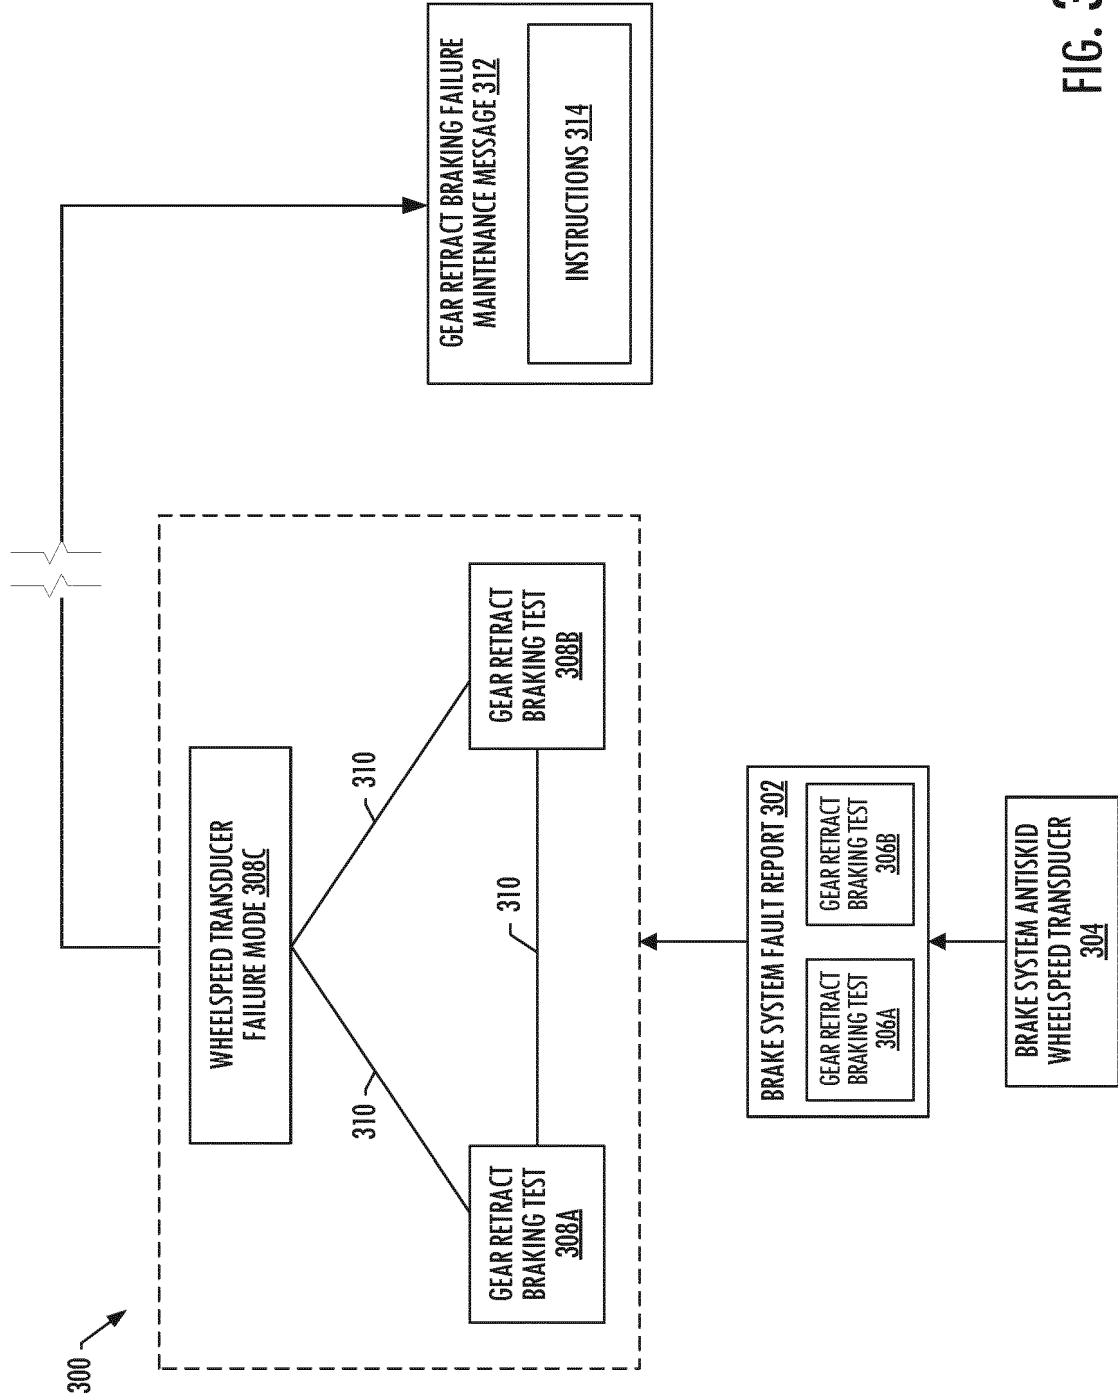 300
WHEELSPEED TRANSDUCER
FAILURE MODE 308C
310
310
310
GEAR RETRACT
BRAKING TEST
308A
GEAR RETRACT
BRAKING TEST
308B
BRAKE SYSTEM FAULT REPORT 302
GEAR RETRACT
BRAKING TEST
306A
GEAR RETRACT
BRAKING TEST
306B
BRAKE SYSTEM ANTISKID
WHEELSPEED TRANSDUCER
304
GEAR RETRACT BRAKING FAILURE
MAINTENANCE MESSAGE 312
INSTRUCTIONS 314
FIG. 3